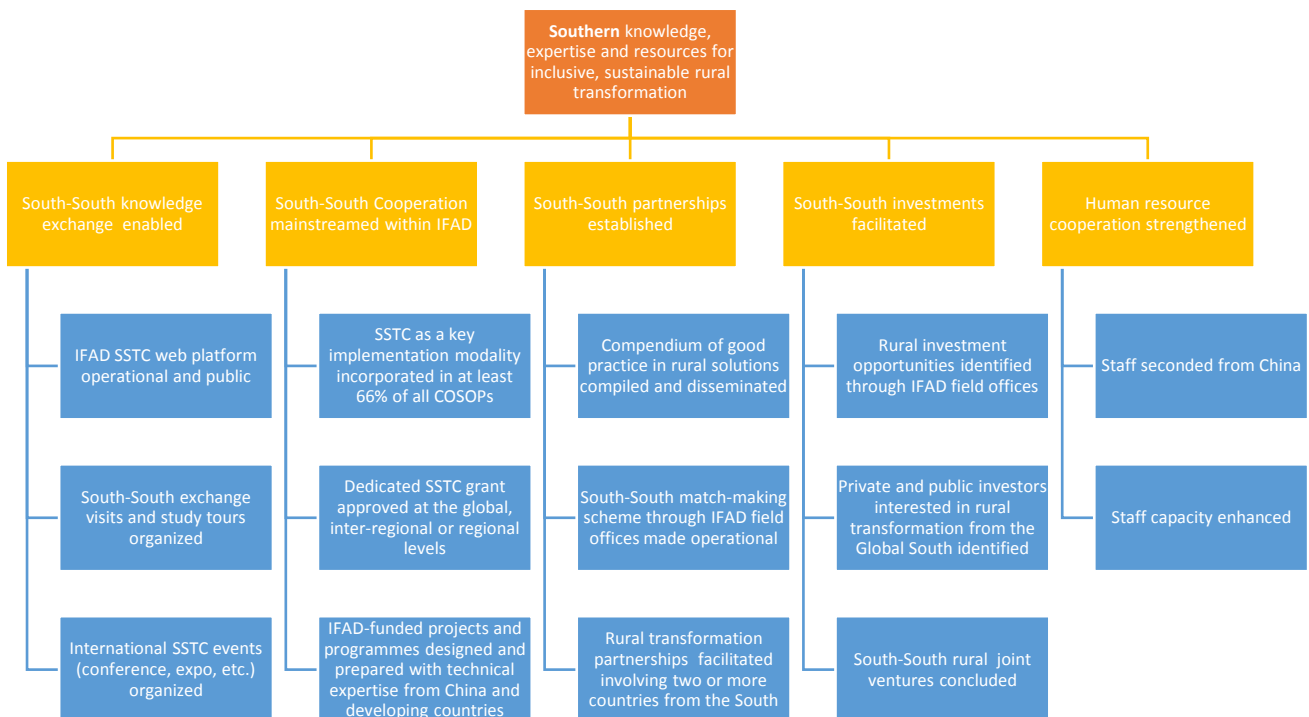 Southern knowledge,
expertise and resources for
inclusive, sustainable rural
transformation
South-South knowledge
exchange enabled
South-South Cooperation
mainstreamed within IFAD
South-South partnerships
established
South-South investments
facilitated
Human resource
cooperation strengthened
IFAD SSTC web platform
operational and public
SSTC as a key
implementation modality
incorporated in at least
66% of all COSOPs
Compendium of good
practice in rural solutions
compiled and disseminated
Rural investment
opportunities identified
through IFAD field offices
Staff seconded from China
South-South exchange
visits and study tours
organized
Dedicated SSTC grant
approved at the global,
inter-regional or regional
levels
South-South match-making
scheme through IFAD field
offices made operational
Private and public investors
interested in rural
transformation from the
Global South identified
Staff capacity enhanced
International SSTC events
(conference, expo, etc.)
organized
IFAD-funded projects and
programmes designed and
prepared with technical
expertise from China and
developing countries
Rural transformation
partnerships facilitated
involving two or more
countries from the South
South-South rural joint
ventures concluded